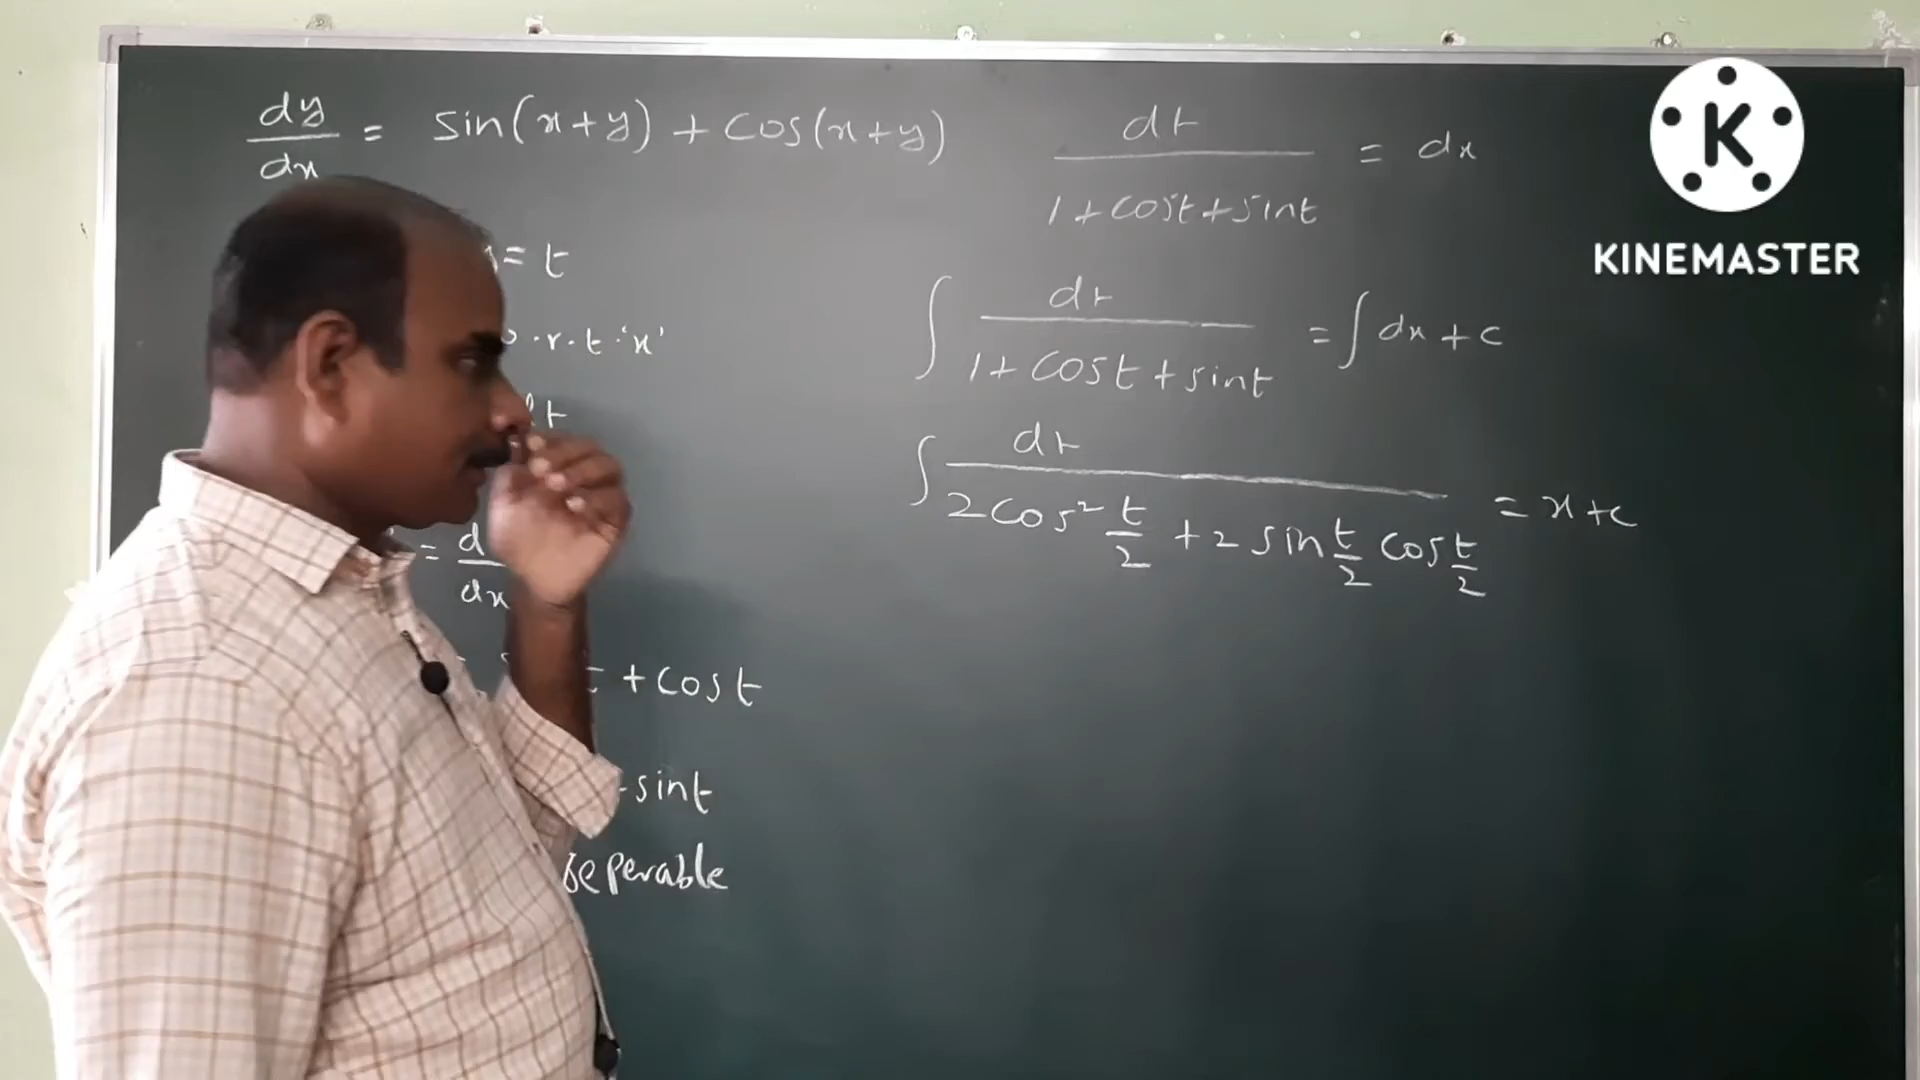 dy/dx = sin(x+y) + cos(x+y)
= t
w.r.t. 'x'
dt
= d
dx
+ cos t
sint
seperable
dt/(1+cost+sint) = dx
∫ dt/(1+cost+sint) = ∫dx+c
∫ dt/(2cos² t/2 + 2 sin t/2 cos t/2) = x+c
K
KINEMASTER